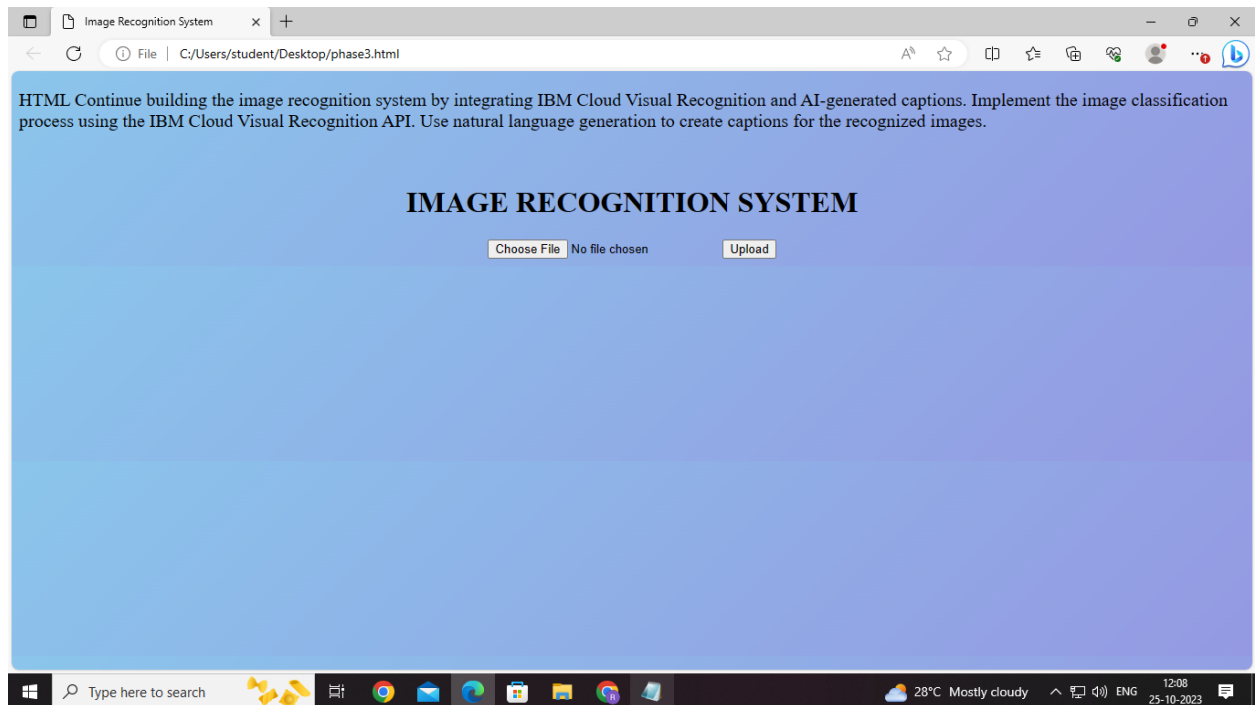 Image Recognition System
File | C:/Users/student/Desktop/phase3.html
HTML Continue building the image recognition system by integrating IBM Cloud Visual Recognition and AI-generated captions. Implement the image classification
process using the IBM Cloud Visual Recognition API. Use natural language generation to create captions for the recognized images.
IMAGE RECOGNITION SYSTEM
Choose File No file chosen Upload
Type here to search 28°C Mostly cloudy ENG 12:08
25-10-2023